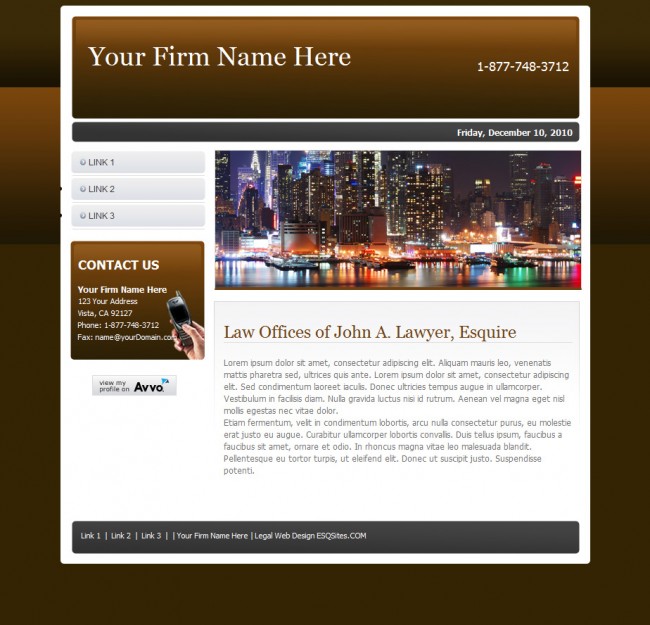 Your Firm Name Here
1-877-748-3712
Friday, December 10, 2010
LINK 1
LINK 2
LINK 3
CONTACT US
Your Firm Name Here
123 Your Address
Vista, CA 92127
Phone: 1-877-748-3712
Fax: name@yourDomain.com
view my
profile on Avvo
Law Offices of John A. Lawyer, Esquire
Lorem ipsum dolor sit amet, consectetur adipiscing elit. Aliquam mauris leo, venenatis
mattis pharetra sed, ultrices quis ante. Lorem ipsum dolor sit amet, consectetur adipiscing
elit. Sed condimentum laoreet iaculis. Donec ultricies tempus augue in ullamcorper.
Vestibulum in facilisis diam. Nulla gravida luctus nisi id rutrum. Aenean vel magna eget nisl
mollis egestas nec vitae dolor.
Etiam fermentum, velit in condimentum lobortis, arcu nulla consectetur purus, eu molestie
erat justo eu augue. Curabitur ullamcorper lobortis convallis. Duis tellus ipsum, faucibus a
faucibus sit amet, ornare et odio. In rhoncus magna vitae leo malesuada blandit.
Pellentesque eu tortor turpis, ut eleifend elit. Donec ut suscipit justo. Suspendisse
potenti.
Link 1 | Link 2 | Link 3 | | Your Firm Name Here | Legal Web Design ESQSites.COM